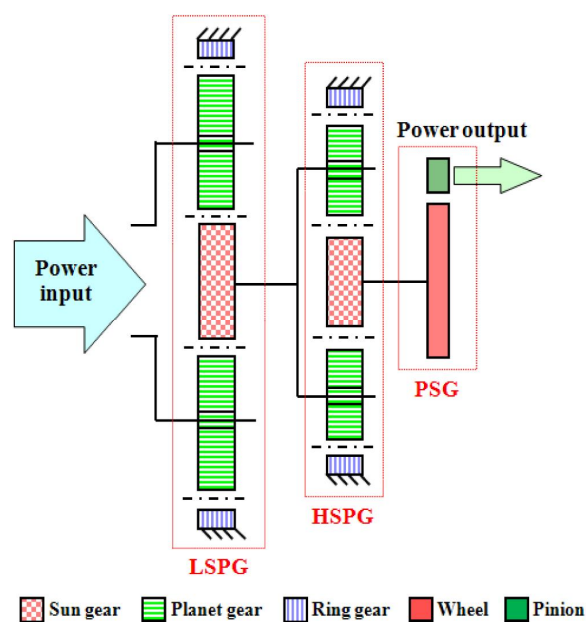 Power output
Power
input
PSG
HSPG
LSPG
Sun gear Planet gear Ring gear Wheel Pinion